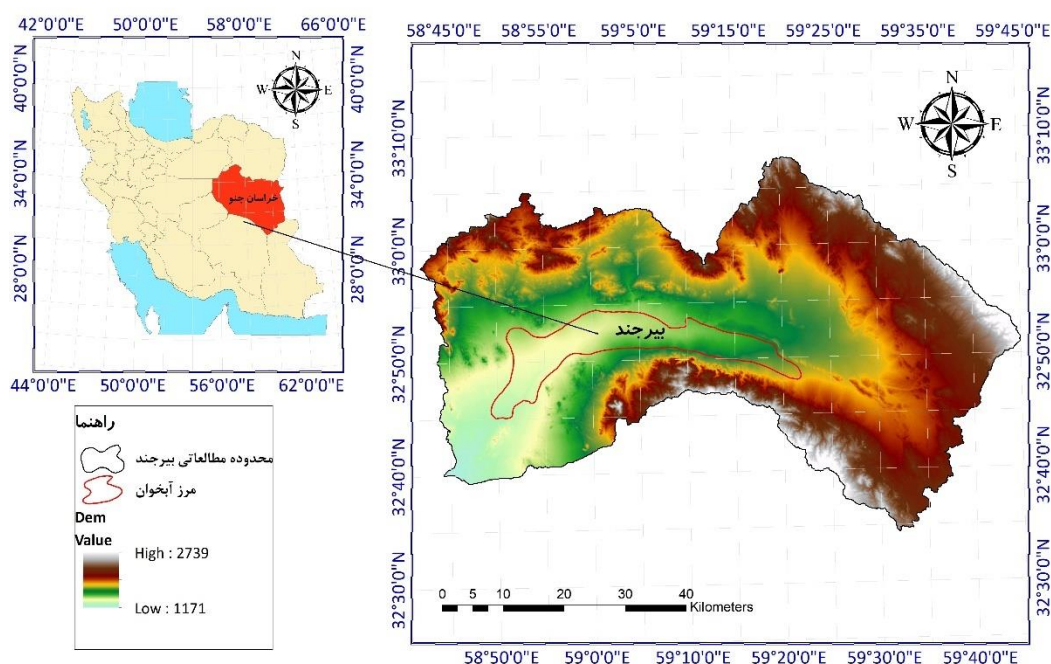 42°0'0"E 50°0'0"E 58°0'0"E 66°0'0"E
40°0'0"N
34°0'0"N
28°0'0"N
N
W E
S
خراسان جنو
40°0'0"N
34°0'0"N
28°0'0"N
44°0'0"E 50°0'0"E 56°0'0"E 62°0'0"E
راهنما
محدوده مطالعاتی بیرجند
مرز آبخوان
Dem
Value
High : 2739
Low : 1171
58°45'0"E 58°55'0"E 59°5'0"E 59°15'0"E 59°25'0"E 59°35'0"E 59°45'0"E
33°10'0"N
33°0'0"N
32°50'0"N
32°40'0"N
32°30'0"N
N
W E
S
بیرجند
0 5 10 20 30 40
Kilometers
33°10'0"N
33°0'0"N
32°50'0"N
32°40'0"N
32°30'0"N
58°50'0"E 59°0'0"E 59°10'0"E 59°20'0"E 59°30'0"E 59°40'0"E